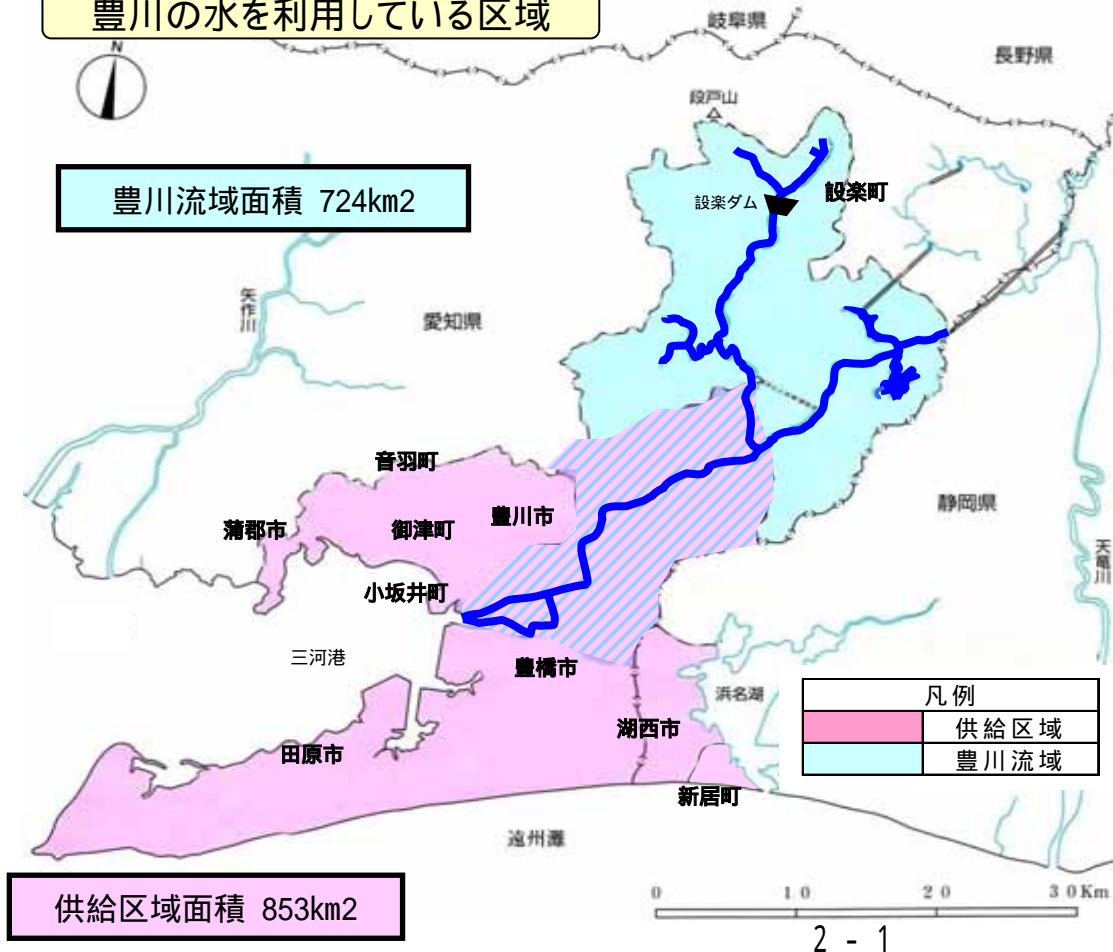 豊川の水を利用している区域
岐阜県
N
長野県
段戸山
豊川流域面積 724km2
設楽ダム
設楽町
矢作川
愛知県
音羽町
静岡県
蒲郡市
御津町
豊川市
天竜川
小坂井町
三河港
豊橋市
浜名湖
凡例
供給区域
豊川流域
湖西市
田原市
新居町
遠州灘
供給区域面積 853km2
0 10 20 30Km
2 - 1